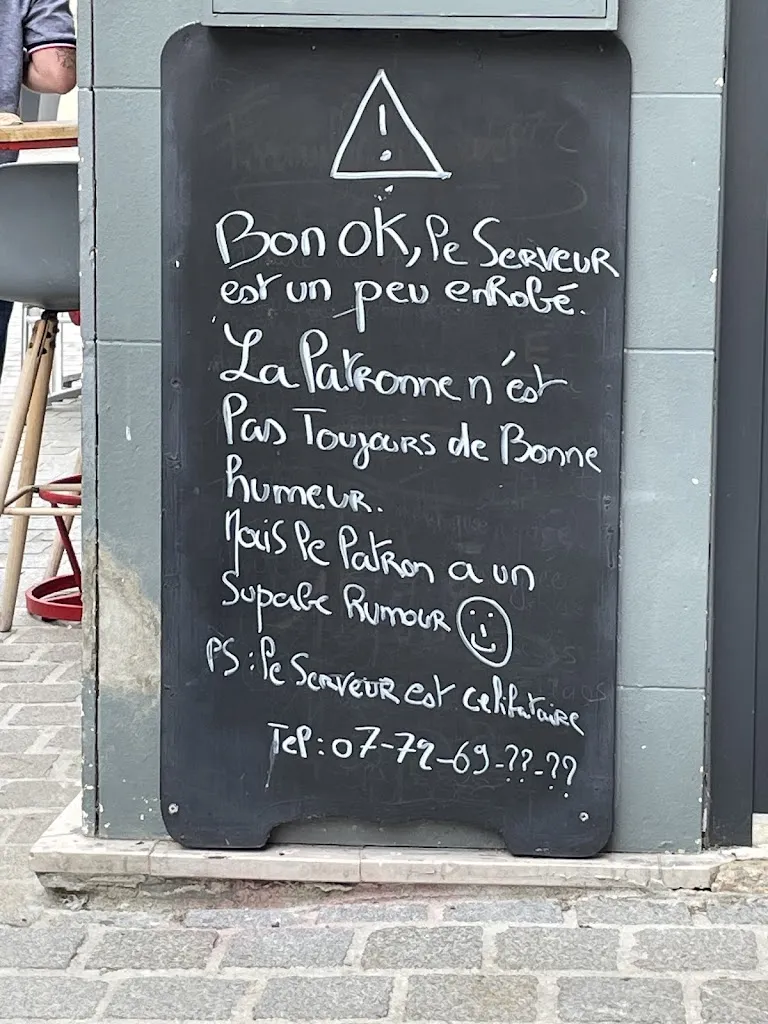 !
Bon OK, le Serveur
est un peu enRobé.
La Patronne n'est
Pas Toujours de Bonne
humeur.
Mais le Patron a un
Supabe humour
PS : le Serveur est celibataire
Tel : 07-72-69-??-??